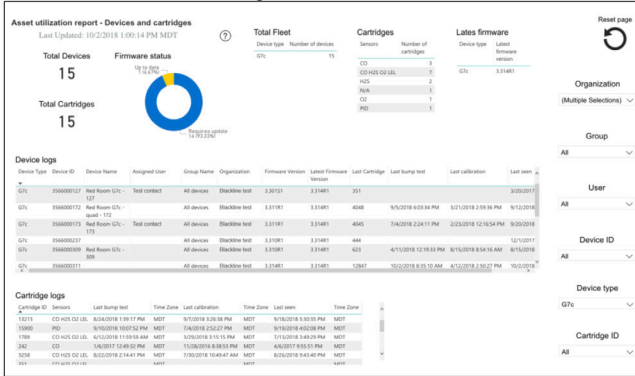 Asset utilization report - Devices and cartridges
Last Updated: 10/2/2018 1:00:14 PM MDT
?
Reset page
Total Devices
15
Total Cartridges
15
Firmware status
Up to date
1 (6.67%)
Requires update
14 (93.33%)
Total Fleet
Device type Number of devices
G7c 15
Cartridges
Sensors Number of cartridges
CO 3
CO H2S O2 LEL 7
H2S 2
N/A 1
O2 1
PID 1
Lates firmware
Device type Latest firmware version
G7c 3.314R1
Organization
(Multiple Selections)
Group
All
User
All
Device ID
All
Device type
G7c
Cartridge ID
All
Device logs
Device Type Device ID Device Name Assigned User Group Name Organization Firmware Version Latest Firmware Version Last Cartridge Last bump test Last calibration Last seen
G7c 3566000127 Red Room G7c - 127 Test contact All devices Blackline test 3.301S1 3.314R1 351 3/20/2017
G7c 3566000172 Red Room G7c - quad - 172 All devices Blackline test 3.311R1 3.314R1 4048 9/5/2018 6:03:34 PM 5/21/2018 2:59:36 PM 9/12/2018
G7c 3566000173 Red Room G7c - 173 Test contact All devices Blackline test 3.311R1 3.314R1 4045 7/4/2018 2:24:11 PM 2/23/2018 12:16:54 PM 9/20/2018
G7c 3566000237 All devices Blackline test 3.310R1 3.314R1 444 12/1/2017
G7c 3566000309 Red Room G7c - 309 All devices Blackline test 3.310R1 3.314R1 623 4/11/2018 12:19:33 PM 8/15/2018 8:54:16 AM 8/15/2018
G7c 3566000311 All devices Blackline test 3.314R1 3.314R1 12847 10/2/2018 8:35:10 AM 4/12/2018 2:50:27 PM 10/2/2018
Cartridge logs
Cartridge ID Sensors Last bump test Time Zone Last calibration Time Zone Last seen Time Zone
13213 CO H2S O2 LEL 8/24/2018 1:39:17 PM MDT 9/7/2018 3:26:38 PM MDT 9/18/2018 5:30:35 PM MDT
15900 PID 9/10/2018 10:07:52 PM MDT 7/4/2018 2:52:27 PM MDT 9/18/2018 4:02:08 PM MDT
1789 CO H2S O2 LEL 6/12/2018 11:59:59 AM MDT 3/29/2018 3:15:15 PM MDT 7/13/2018 3:49:29 PM MDT
242 CO 1/6/2017 12:49:32 PM MDT 11/28/2016 8:38:53 PM MDT 4/6/2017 9:55:51 PM MDT
3258 CO H2S O2 LEL 8/22/2018 2:14:41 PM MDT 7/30/2018 10:49:47 AM MDT 8/26/2018 9:43:40 PM MDT